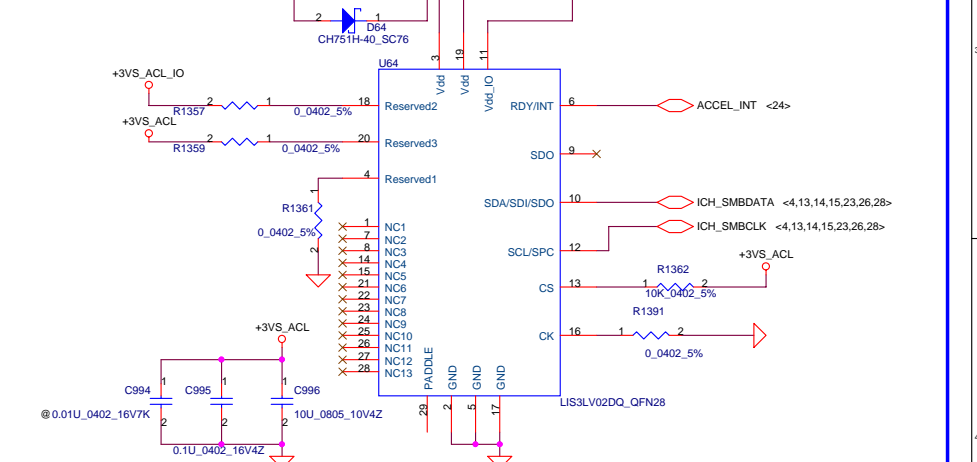 2 1
D64
CH751H-40_SC76
3 19 11
U64
Vdd Vdd Vdd_IO
+3VS_ACL_IO
R1357 2 1 0_0402_5% 18 Reserved2
RDY/INT 6 ACCEL_INT <24>
+3VS_ACL
R1359 2 1 0_0402_5% 20 Reserved3
SDO 9
4 Reserved1
R1361 1
0_0402_5%
2
SDA/SDI/SDO 10 ICH_SMBDATA <4,13,14,15,23,26,28>
ICH_SMBCLK <4,13,14,15,23,26,28>
SCL/SPC 12
1 NC1
7 NC2
8 NC3
14 NC4
15 NC5
21 NC6
22 NC7
23 NC8
24 NC9
25 NC10
26 NC11
27 NC12
28 NC13
+3VS_ACL
R1362
CS 13 1 2
10K_0402_5%
R1391
CK 16 1 2
0_0402_5%
PADDLE GND GND GND
29 2 5 17
LIS3LV02DQ_QFN28
+3VS_ACL
1 1 1
C994 C995 C996
@ 0.01U_0402_16V7K 10U_0805_10V4Z
2 2 2
0.1U_0402_16V4Z
3
4